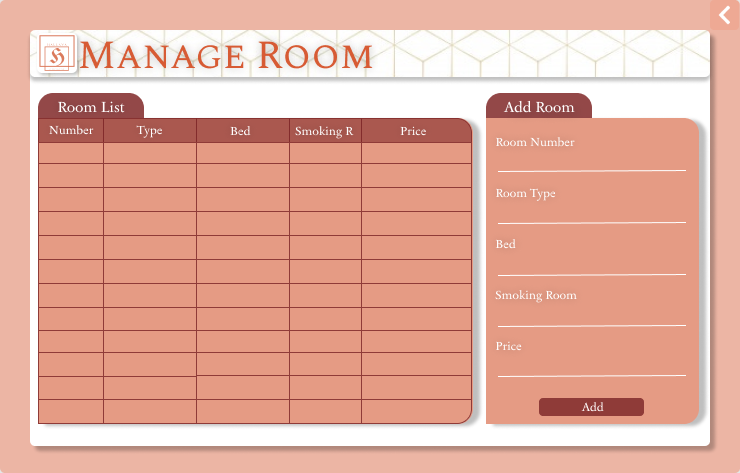 MANAGE ROOM
Room List
Number Type Bed Smoking R Price
Add Room
Room Number
Room Type
Bed
Smoking Room
Price
Add